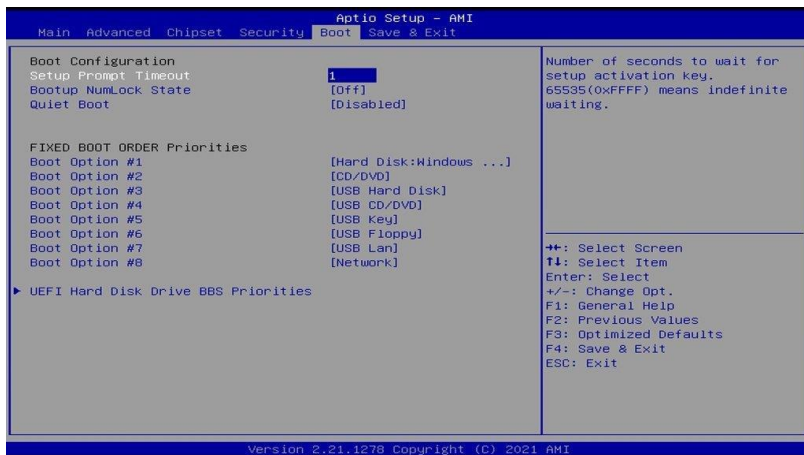 Aptio Setup – AMI
Main Advanced Chipset Security Boot Save & Exit
Boot Configuration
Setup Prompt Timeout 1
Bootup NumLock State [Off]
Quiet Boot [Disabled]
FIXED BOOT ORDER Priorities
Boot Option #1 [Hard Disk:Windows ...]
Boot Option #2 [CD/DVD]
Boot Option #3 [USB Hard Disk]
Boot Option #4 [USB CD/DVD]
Boot Option #5 [USB Key]
Boot Option #6 [USB Floppy]
Boot Option #7 [USB Lan]
Boot Option #8 [Network]
► UEFI Hard Disk Drive BBS Priorities
Number of seconds to wait for
setup activation key.
65535(0xFFFF) means indefinite
waiting.
→←: Select Screen
↑↓: Select Item
Enter: Select
+/-: Change Opt.
F1: General Help
F2: Previous Values
F3: Optimized Defaults
F4: Save & Exit
ESC: Exit
Version 2.21.1278 Copyright (C) 2021 AMI